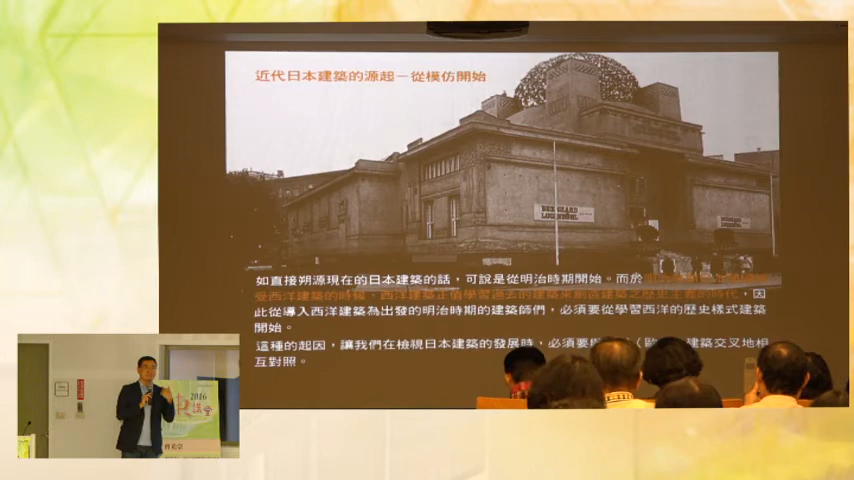 近代日本建築的源起－從模仿開始
如直接朔源現在的日本建築的話，可說是從明治時期開始。而於
受西洋建築的時候，西洋建築正值學習過去的建築來創造建築之歷史主義的時代，因
此從導入西洋建築為出發的明治時期的建築師們，必須要從學習西洋的歷史樣式建築
開始。
這種的起因，讓我們在檢視日本建築的發展時，必須要與（歐建築交叉地相
互對照。
2016
講堂